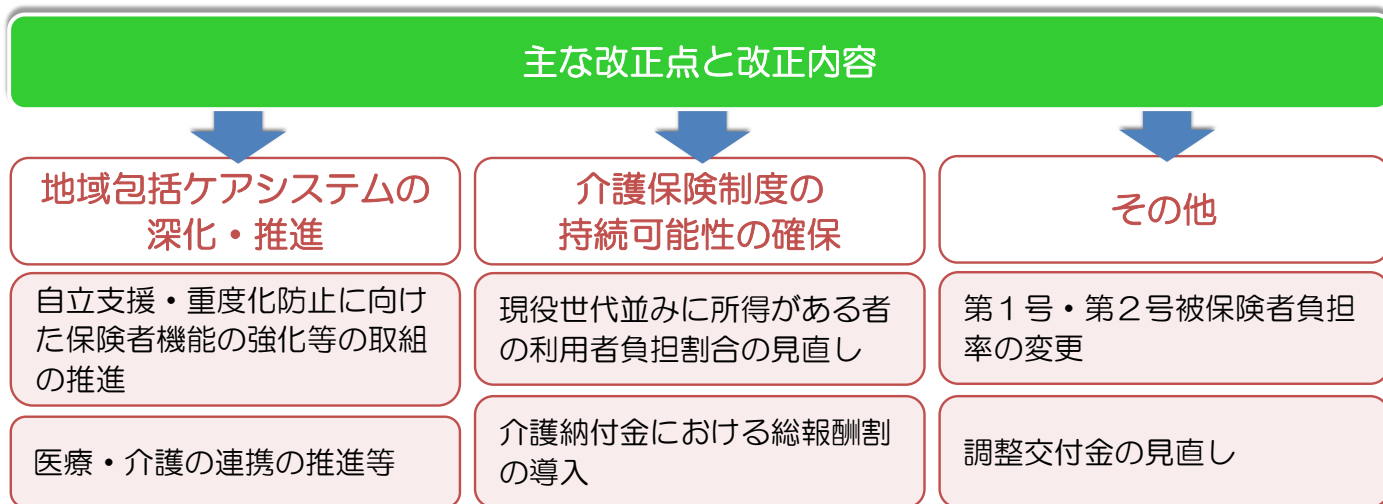 主な改正点と改正内容
地域包括ケアシステムの
深化・推進
自立支援・重度化防止に向け
た保険者機能の強化等の取組
の推進
医療・介護の連携の推進等
介護保険制度の
持続可能性の確保
現役世代並みに所得がある者
の利用者負担割合の見直し
介護納付金における総報酬割
の導入
その他
第１号・第２号被保険者負担
率の変更
調整交付金の見直し